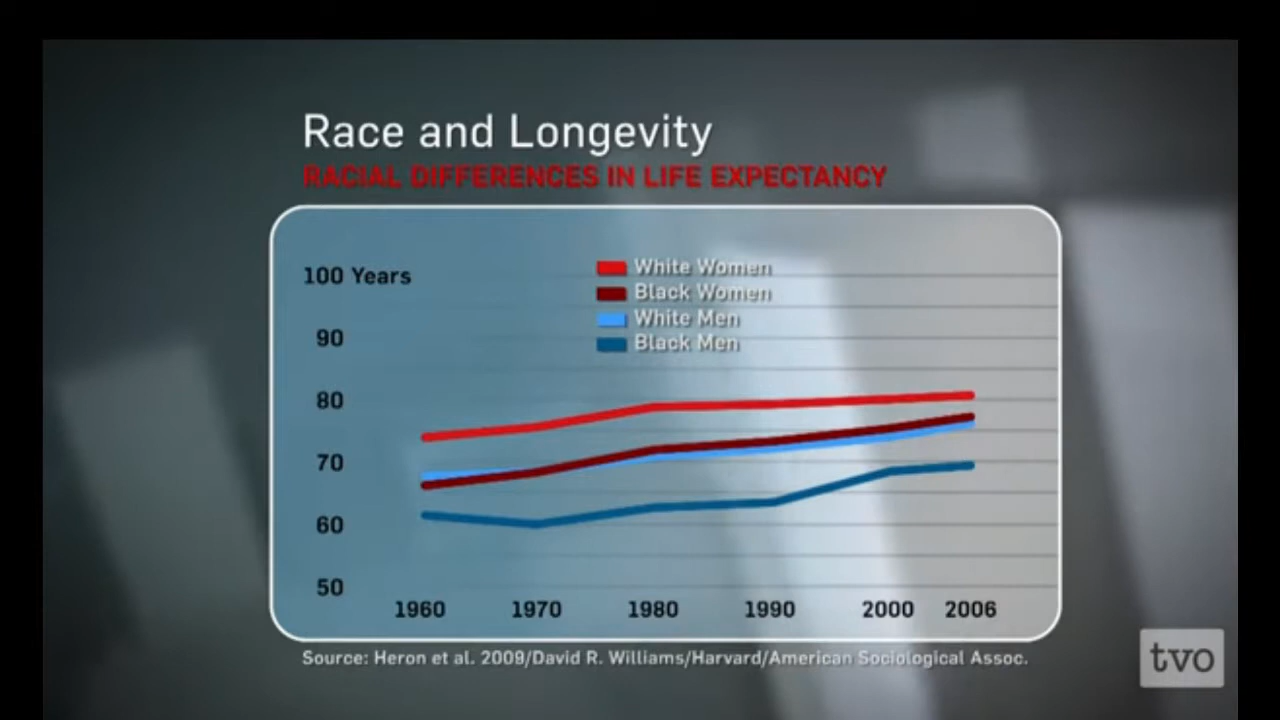 Race and Longevity
RACIAL DIFFERENCES IN LIFE EXPECTANCY
White Women
100 Years
Black Women
White Men
90
Black Men
80
70
60
50
1960 1970 1980 1990 2000 2006
Source: Heron et al. 2009/David R. Williams/Harvard/American Sociological Assoc.
tvo